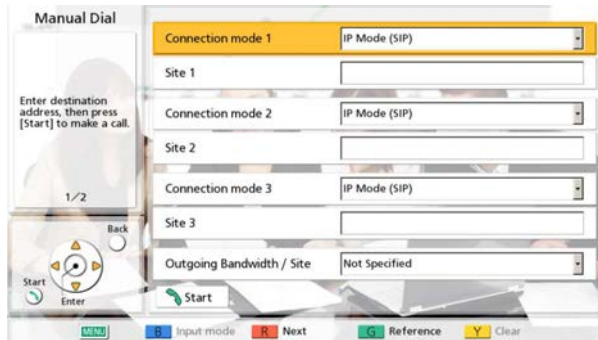 Manual Dial
Enter destination
address, then press
[Start] to make a call.
1/2
Back
Start
Enter
Connection mode 1 IP Mode (SIP)
Site 1
Connection mode 2 IP Mode (SIP)
Site 2
Connection mode 3 IP Mode (SIP)
Site 3
Outgoing Bandwidth / Site Not Specified
Start
MENU B Input mode R Next G Reference Y Clear